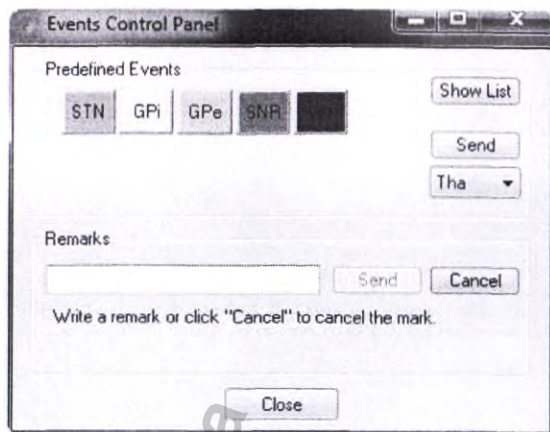 Events Control Panel
Predefined Events
Show List
STN GPi GPe SNR
Send
Tha
Remarks
Send Cancel
Write a remark or click "Cancel" to cancel the mark.
Close